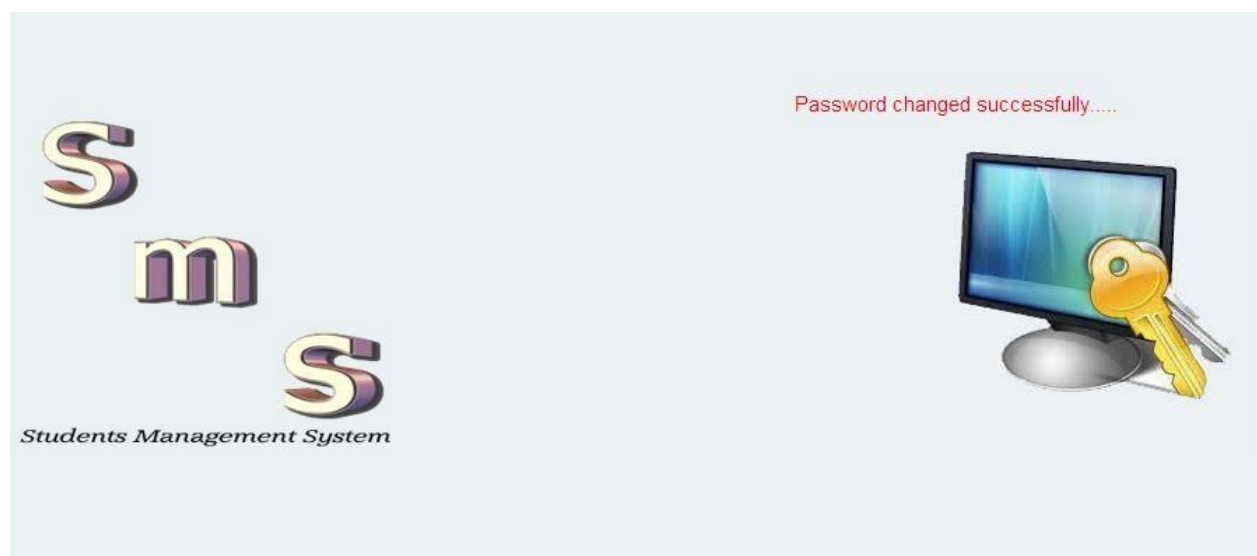 Password changed successfully.....
S
m
S
Students Management System